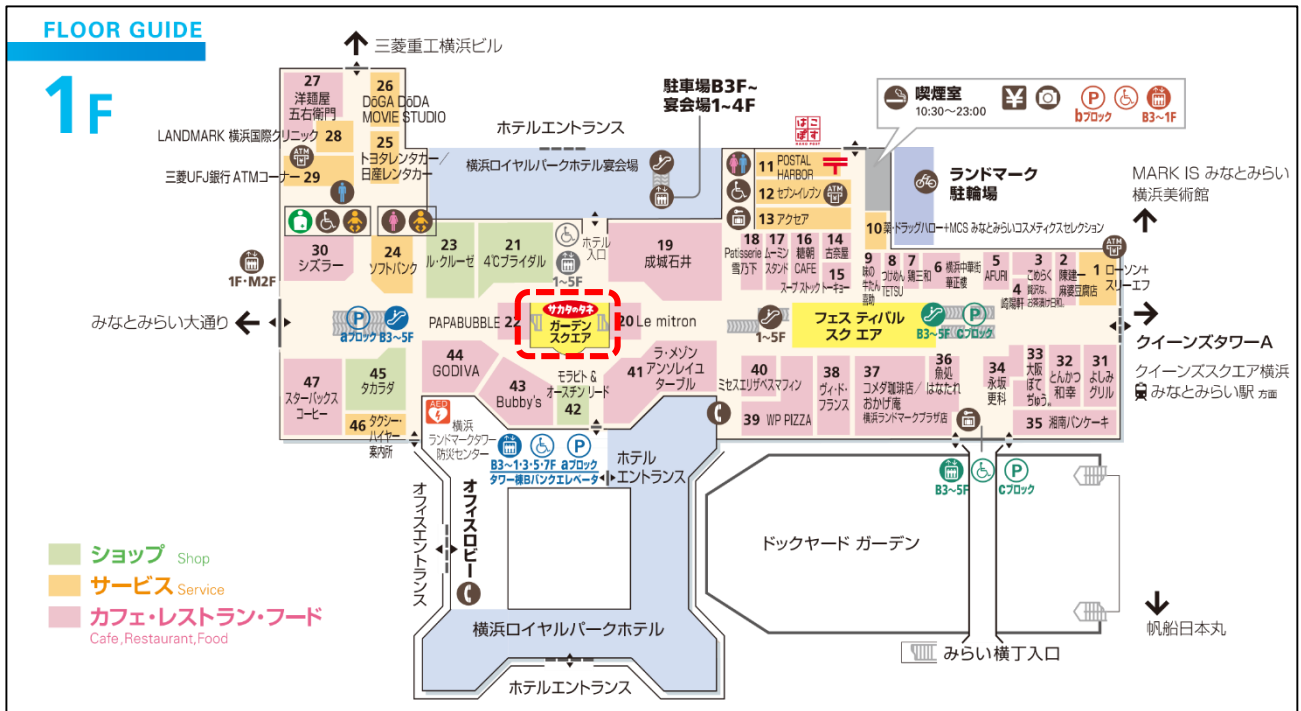 FLOOR GUIDE
1F
三菱重工横浜ビル
27
洋麺屋
五右衛門
26
DōGA DōDA
MOVIE STUDIO
LANDMARK 横浜国際クリニック
28
ATM
25
トヨタレンタカー/
日産レンタカー
三菱UFJ銀行 ATMコーナー
29
ホテルエントランス
横浜ロイヤルパークホテル宴会場
駐車場B3F~
宴会場1~4F
はこぽす
11 POSTAL
HARBOR
12 セブン-イレブン
ATM
13 アクセア
喫煙室
10:30~23:00
P
bブロック
B3~1F
ランドマーク
駐輪場
MARK IS みなとみらい
横浜美術館
10 薬・ドラッグハロー+MCS みなとみらいコスメティクスセレクション
ATM
1F・M2F
30
シズラー
24
ソフトバンク
23
ル・クルーゼ
21
4℃ブライダル
ホテル
入口
1~5F
19
成城石井
18
Patisserie
雪乃下
17
ムーミン
スタンド
16
糖朝
CAFE
14
古奈屋
15
スープ ストック トーキョー
9
味の
牛たん
喜助
8
つけめん
TETSU
7
鶏三和
6
横浜中華街
華正樓
5
AFURI
4
崎陽軒
3
こめらく
贅沢な、
お茶漬け日和。
2
陳建一
麻婆豆腐店
1
ローソン+
スリーエフ
みなとみらい大通り
P
aブロック
B3~5F
PAPABUBBLE 22
サカタのタネ
ガーデン
スクエア
20 Le mitron
1~5F
フェス ティバル
スク エア
B3~5F
P
cブロック
クイーンズタワーA
クイーンズスクエア横浜
みなとみらい駅 方面
47
スターバックス
コーヒー
45
タカラダ
46
タクシー・
ハイヤー
案内所
44
GODIVA
43
Bubby's
モラビト &
オースチン リード
42
41
ラ・メゾン
アンソレイユ
ターブル
40
ミセスエリザベスマフィン
39 WP PIZZA
38
ヴィ・ド・
フランス
37
コメダ珈琲店/
おかげ庵
横浜ランドマークプラザ店
36
魚処
はなたれ
34
永坂
更科
33
大阪
ぼて
ぢゅう。
32
とんかつ
和幸
31
よしみ
グリル
35 湘南パンケーキ
AED
横浜
ランドマークタワー
防災センター
P
B3~1・3・5・7F aブロック
タワー棟Bバンクエレベータ
ホテル
エントランス
オフィスエントランス
オフィスロビー
B3~5F
P
cブロック
ドックヤード ガーデン
ショップ Shop
サービス Service
カフェ・レストラン・フード
Cafe,Restaurant,Food
横浜ロイヤルパークホテル
ホテルエントランス
みらい横丁入口
帆船日本丸